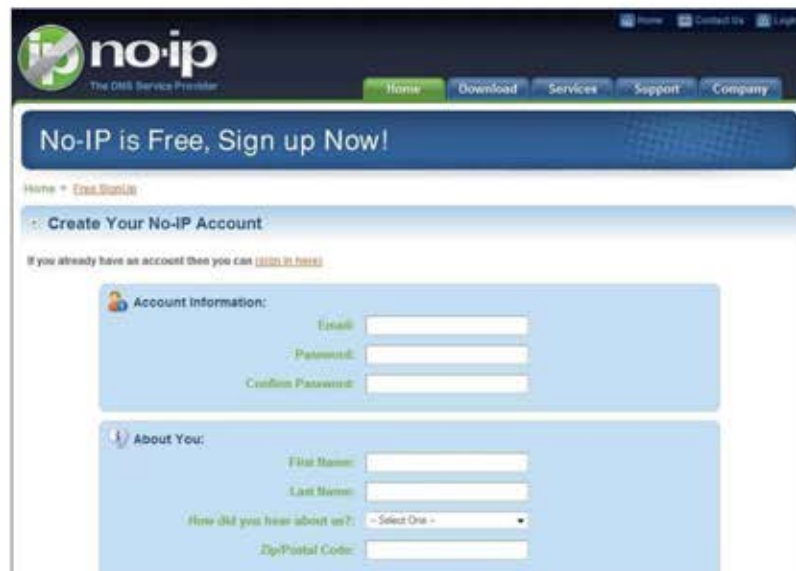 Home Contact Us Login
ip no-ip
The DNS Service Provider
Home Download Services Support Company
No-IP is Free, Sign up Now!
Home Free SignUp
Create Your No-IP Account
If you already have an account then you can (sign in here)
Account Information:
Email:
Password:
Confirm Password:
About You:
First Name:
Last Name:
How did you hear about us?: - Select One -
Zip/Postal Code: